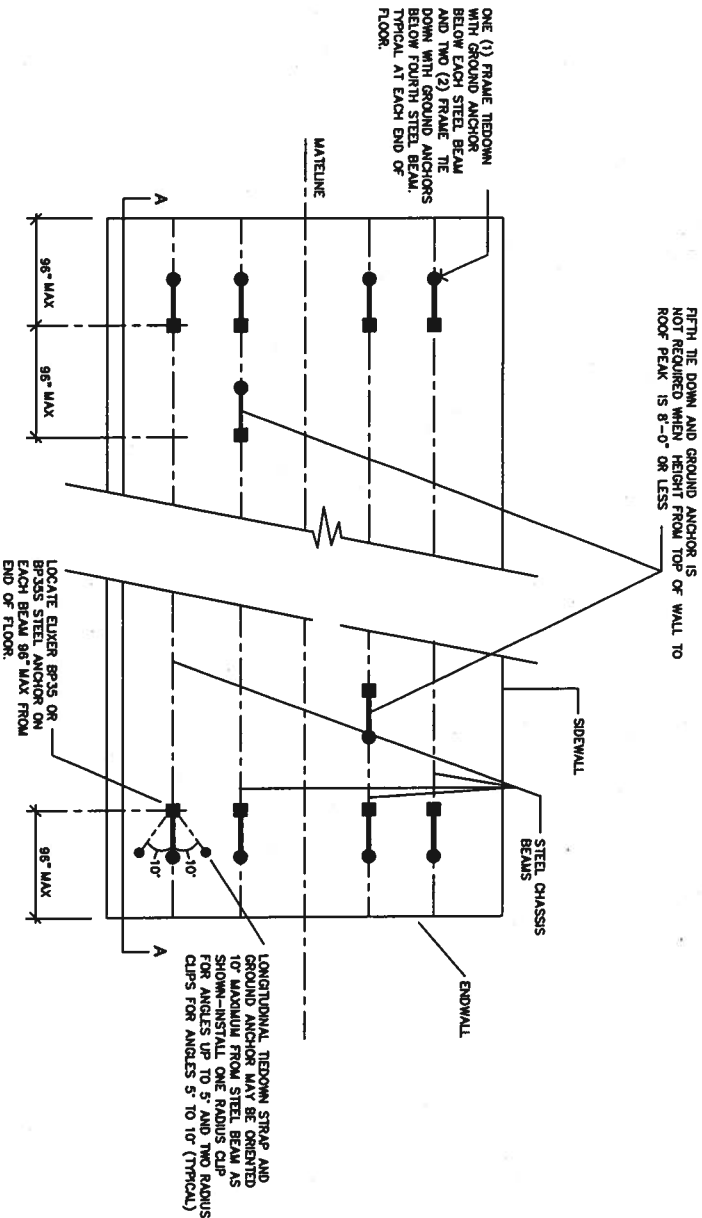 FIFTH TIE DOWN AND GROUND ANCHOR IS
NOT REQUIRED WHEN HEIGHT FROM TOP OF WALL TO
ROOF PEAK IS 8'-0" OR LESS
ONE (1) FRAME TIEDOWN
WITH GROUND ANCHOR
BELOW EACH STEEL BEAM
AND TWO (2) FRAME TIE
DOWN WITH GROUND ANCHORS
BELOW FOURTH STEEL BEAM.
TYPICAL AT EACH END OF
FLOOR.
SIDEWALL
STEEL CHASSIS
BEAMS
ENDWALL
MATELINE
A
A
96" MAX
96" MAX
96" MAX
10°
10°
LOCATE ELIXER BP35 OR
BP35S STEEL ANCHOR ON
EACH BEAM 96" MAX FROM
END OF FLOOR.
LONGITUDINAL TIEDOWN STRAP AND
GROUND ANCHOR MAY BE ORIENTED
10° MAXIMUM FROM STEEL BEAM AS
SHOWN-INSTALL ONE RADIUS CLIP
FOR ANGLES UP TO 5° AND TWO RADIUS
CLIPS FOR ANGLES 5° TO 10° (TYPICAL)